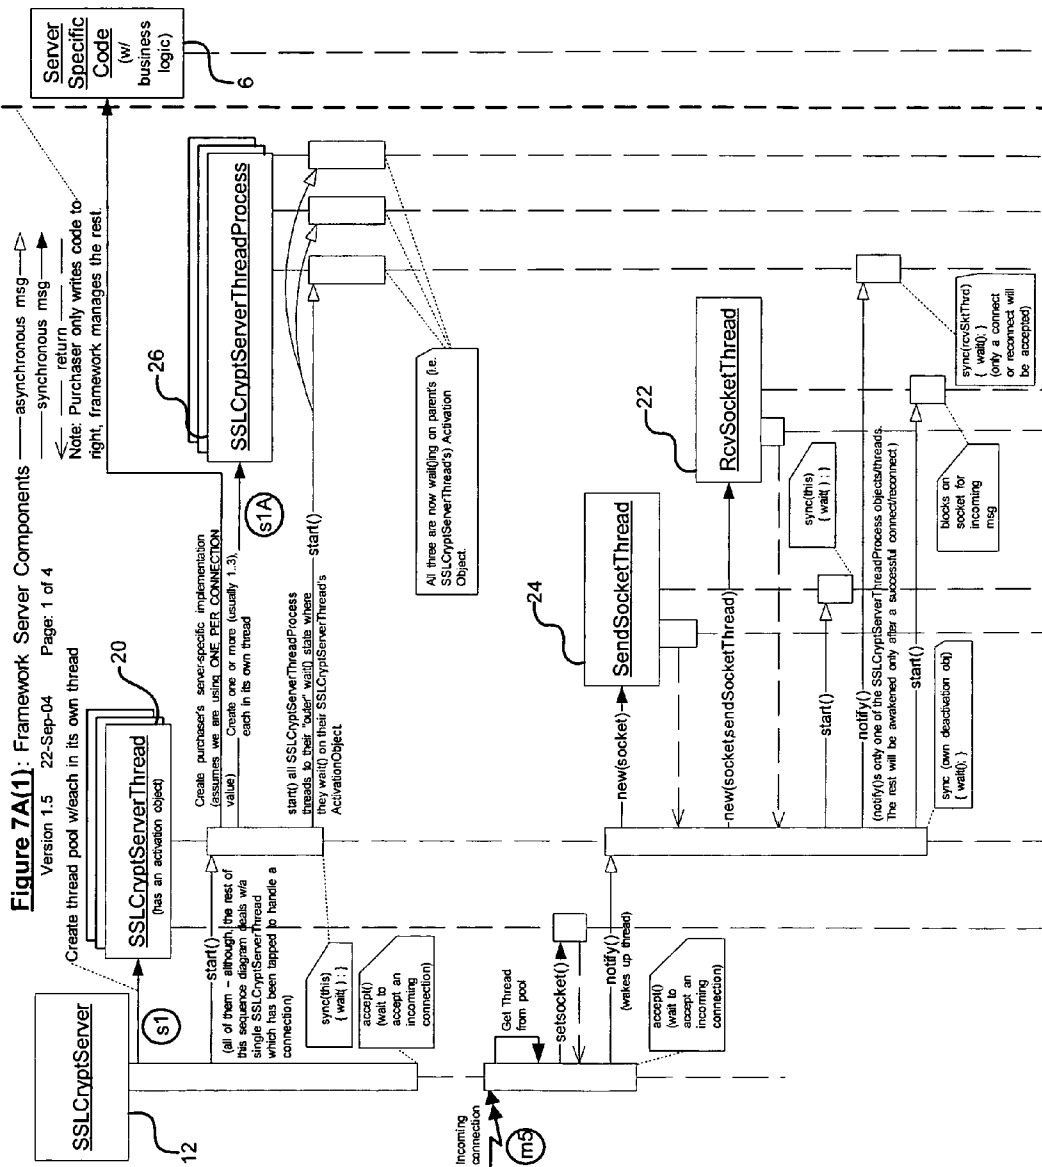 Figure 7A(1): Framework Server Components
Version 1.5 22-Sep-04 Page: 1 of 4
asynchronous msg
synchronous msg
return
Note: Purchaser only writes code to
right, framework manages the rest.
Create thread pool w/each in its own thread
SSLCryptServer
12
s1
SSLCryptServerThread
(has an activation object)
20
Server
Specific
Code
(w/
business
logic)
6
Create purchaser's server-specific implementation
(assumes we are using ONE PER CONNECTION
value)
Create one or more (usually 1..3),
each in its own thread
s1A
SSLCryptServerThreadProcess
26
start()
(all of them – although, the rest of
this sequence diagram deals w/a
single SSLCryptServerThread
which has been tapped to handle a
connection)
start() all SSLCryptServerThreadProcess
threads to their "outer" wait() state where
they wait() on their SSLCryptServerThread's
ActivationObject.
start()
All three are now wait()ing on parent's (i.e.
SSLCryptServerThread's) Activation
Object.
sync(this)
{ wait( ) ; }
accept()
(wait to
accept an
incoming
connection)
Incoming
connection
m5
Get Thread
from pool
setsocket()
notify()
(wakes up thread)
accept()
(wait to
accept an
incoming
connection)
new(socket)
SendSocketThread
24
new(socket,sendSocketThread)
RcvSocketThread
22
start()
sync(this)
{ wait( ) ; }
notify()
(notify()s only one of the SSLCryptServerThreadProcess objects/threads.
The rest will be awakened only after a successful connect/reconnect)
sync(rcvSktThrd)
{ wait(); }
(only a connect
or reconnect will
be accepted)
start()
blocks on
socket for
incoming
msg
sync (own deactivation obj)
{ wait(); }